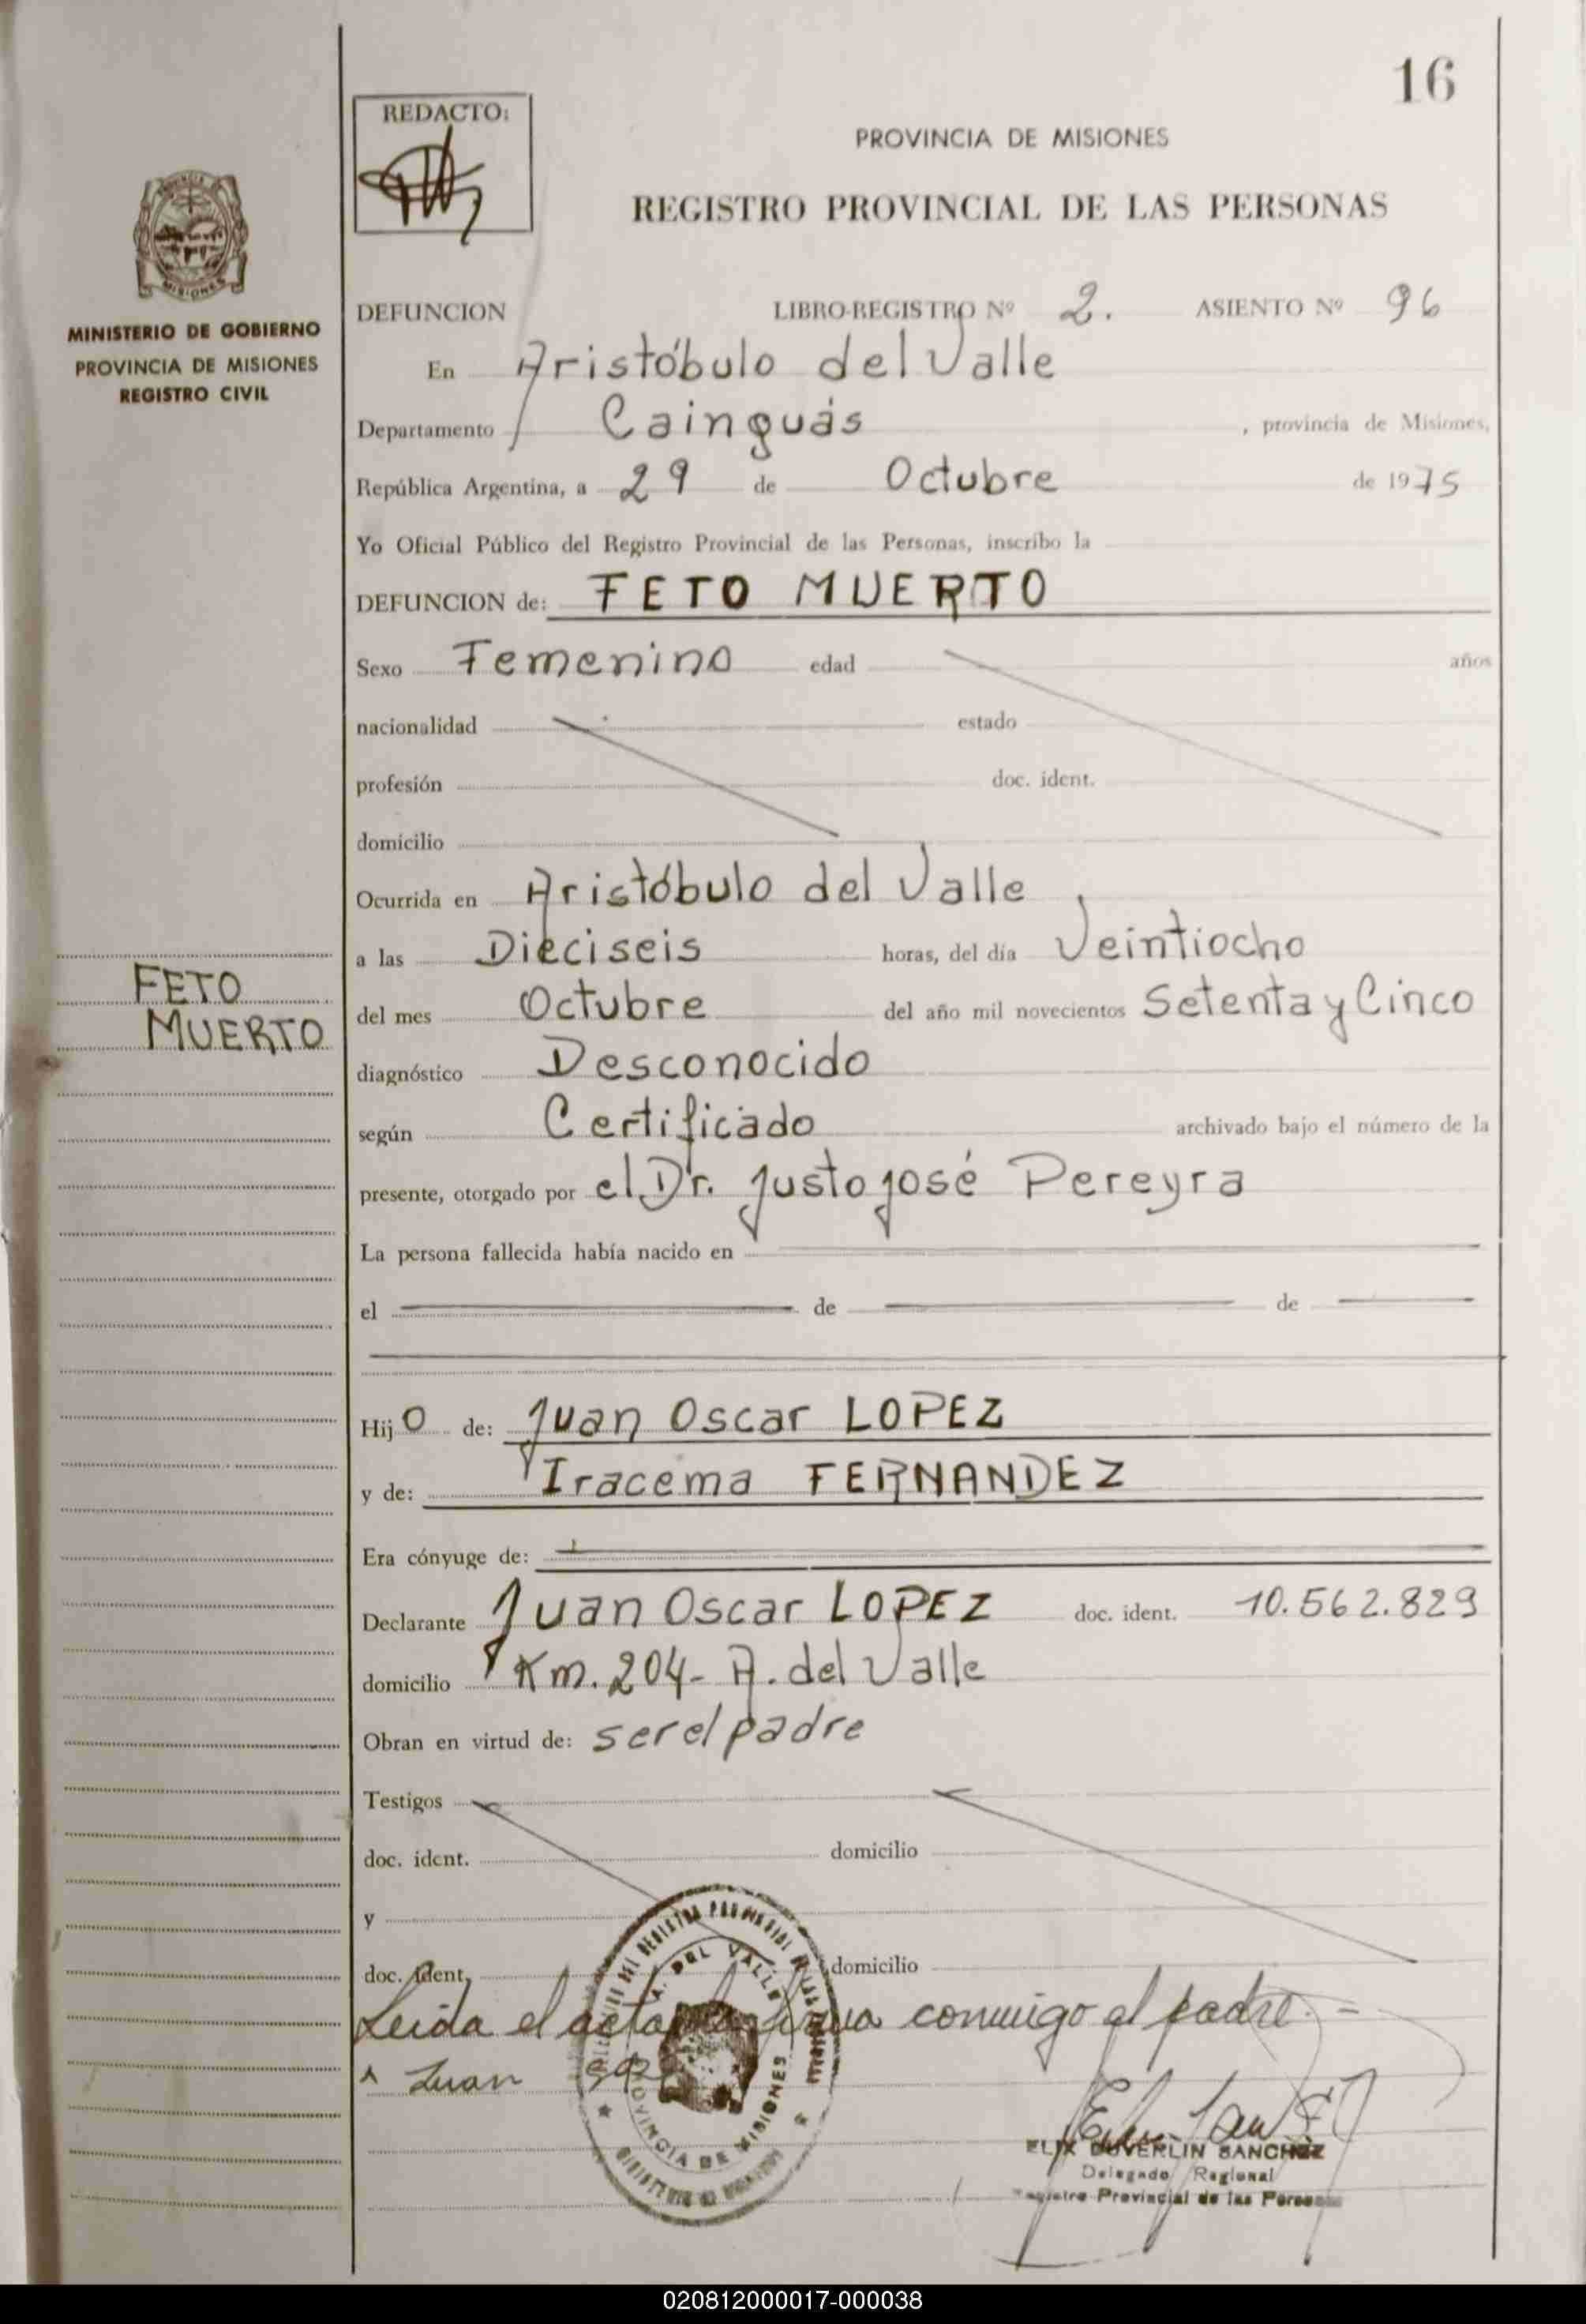 16
REDACTO:
PROVINCIA DE MISIONES
REGISTRO PROVINCIAL DE LAS PERSONAS
MISIONES
MINISTERIO DE GOBIERNO
PROVINCIA DE MISIONES
REGISTRO CIVIL
DEFUNCION LIBRO-REGISTRO Nº 2. ASIENTO Nº 96
En Aristóbulo del Valle
Departamento Cainguás, provincia de Misiones,
República Argentina, a 29 de Octubre de 1975
Yo Oficial Público del Registro Provincial de las Personas, inscribo la
DEFUNCION de: FETO MUERTO
Sexo Femenino edad años
nacionalidad estado
profesión doc. ident.
domicilio
Ocurrida en Aristóbulo del Valle
a las Dieciseis horas, del día Veintiocho
FETO
MUERTO
del mes Octubre del año mil novecientos Setenta y Cinco
diagnóstico Desconocido
según Certificado archivado bajo el número de la
presente, otorgado por el Dr. Justo José Pereyra
La persona fallecida había nacido en
el de de
Hijo de: Juan Oscar LOPEZ
y de: Iracema FERNANDEZ
Era cónyuge de:
Declarante Juan Oscar LOPEZ doc. ident. 10.562.829
domicilio Km. 204- A. del Valle
Obran en virtud de: ser el padre
Testigos
doc. ident. domicilio
y
doc. ident. domicilio
Leida el acta la firma conmigo el padre.-
Juan
A. DEL VALLE
PROVINCIA DE MISIONES
ELIX DUVERLIN SANCHEZ
Delegado Regional
Registro Provincial de las Personas
020812000017-000038